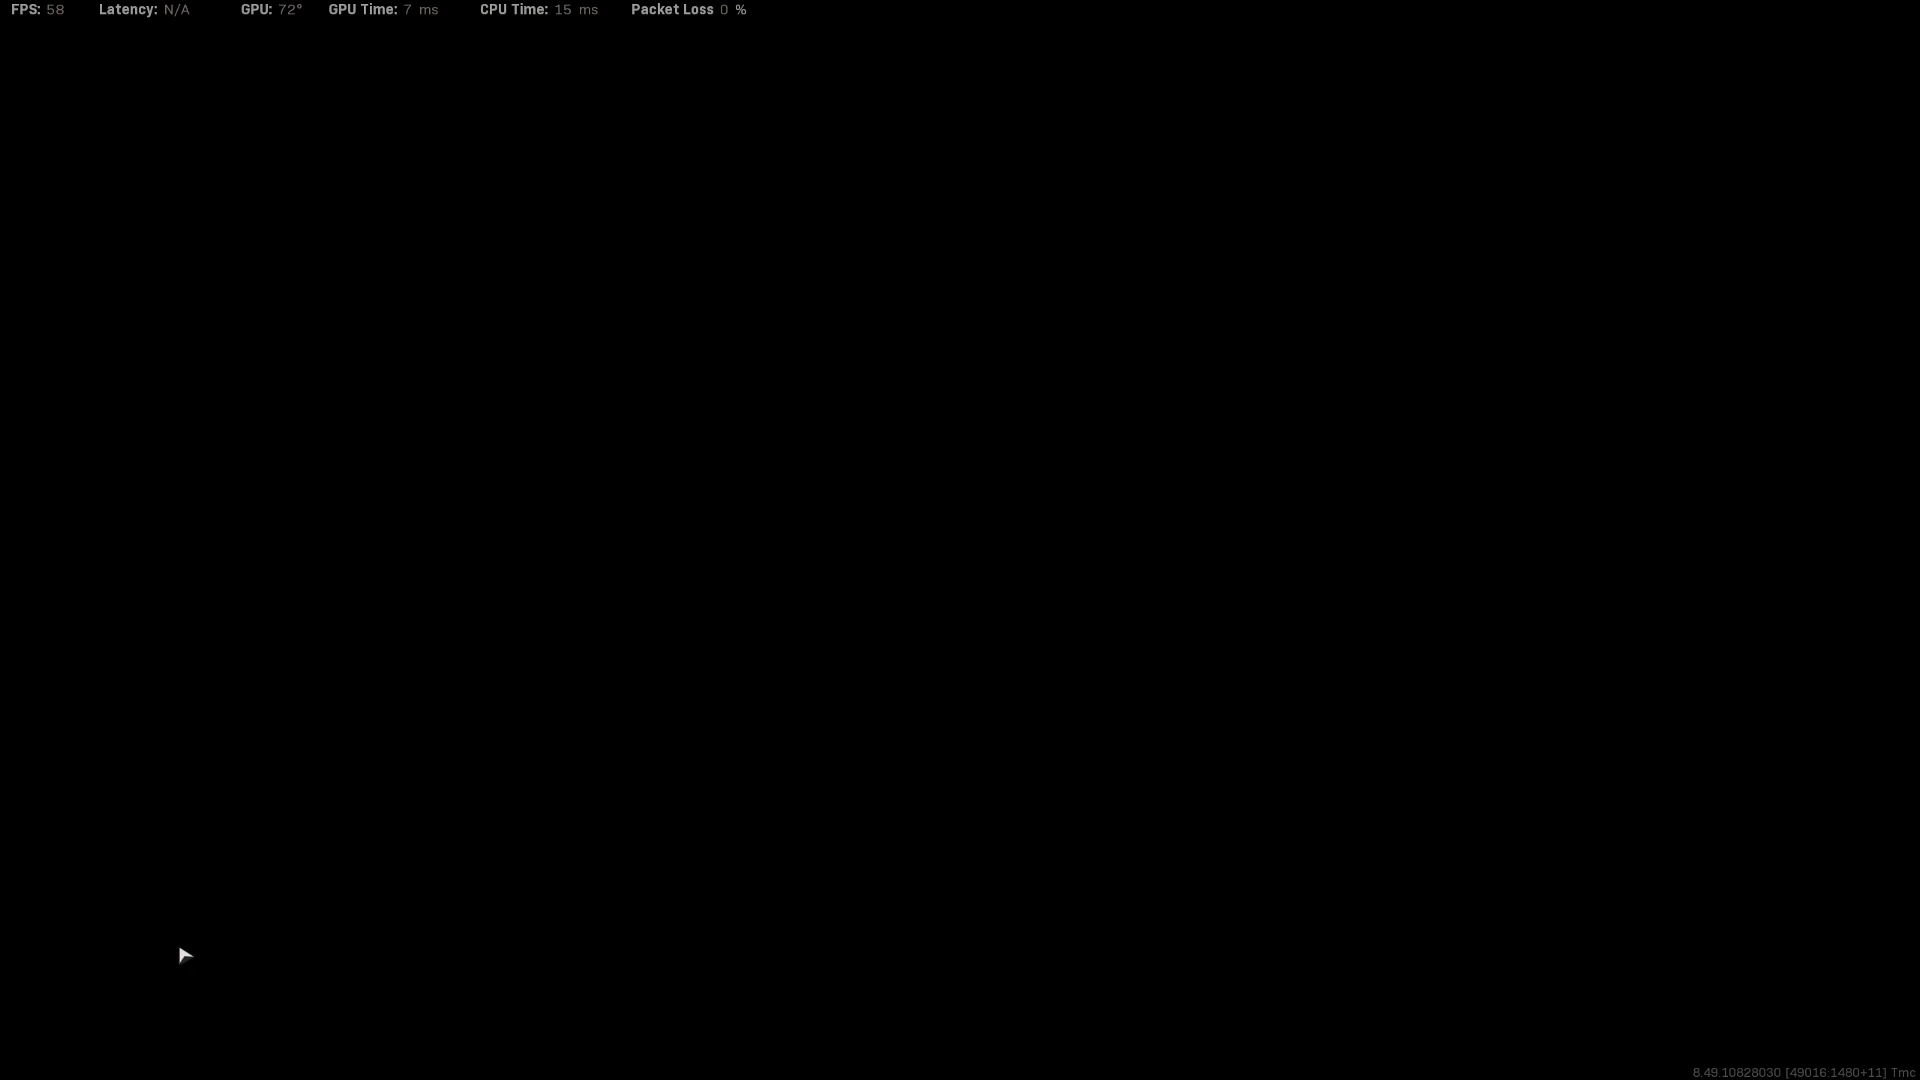 FPS: 58 Latency: N/A GPU: 72° GPU Time: 7 ms CPU Time: 15 ms Packet Loss 0 %
8.49.10828030 [49016:1480+11] Tmc